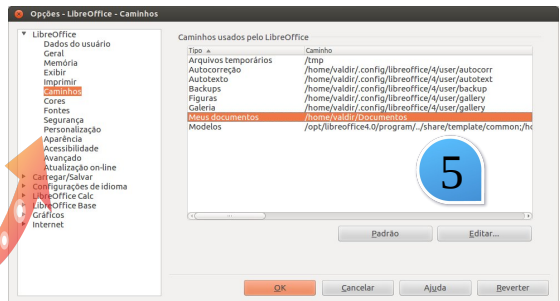 Opções - LibreOffice - Caminhos
LibreOffice
Dados do usuário
Geral
Memória
Exibir
Imprimir
Caminhos
Cores
Fontes
Segurança
Personalização
Aparência
Acessibilidade
Avançado
Atualização on-line
Carregar/Salvar
Configurações de idioma
LibreOffice Calc
LibreOffice Base
Gráficos
Internet
Caminhos usados pelo LibreOffice
Tipo Caminho
Arquivos temporários /tmp
Autocorreção /home/valdir/.config/libreoffice/4/user/autocorr
Autotexto /home/valdir/.config/libreoffice/4/user/autotext
Backups /home/valdir/.config/libreoffice/4/user/backup
Figuras /home/valdir/.config/libreoffice/4/user/gallery
Galeria /home/valdir/.config/libreoffice/4/user/gallery
Meus documentos /home/valdir/Documentos
Modelos /opt/libreoffice4.0/program/../share/template/common;/ho
5
Padrão Editar...
OK Cancelar Ajuda Reverter